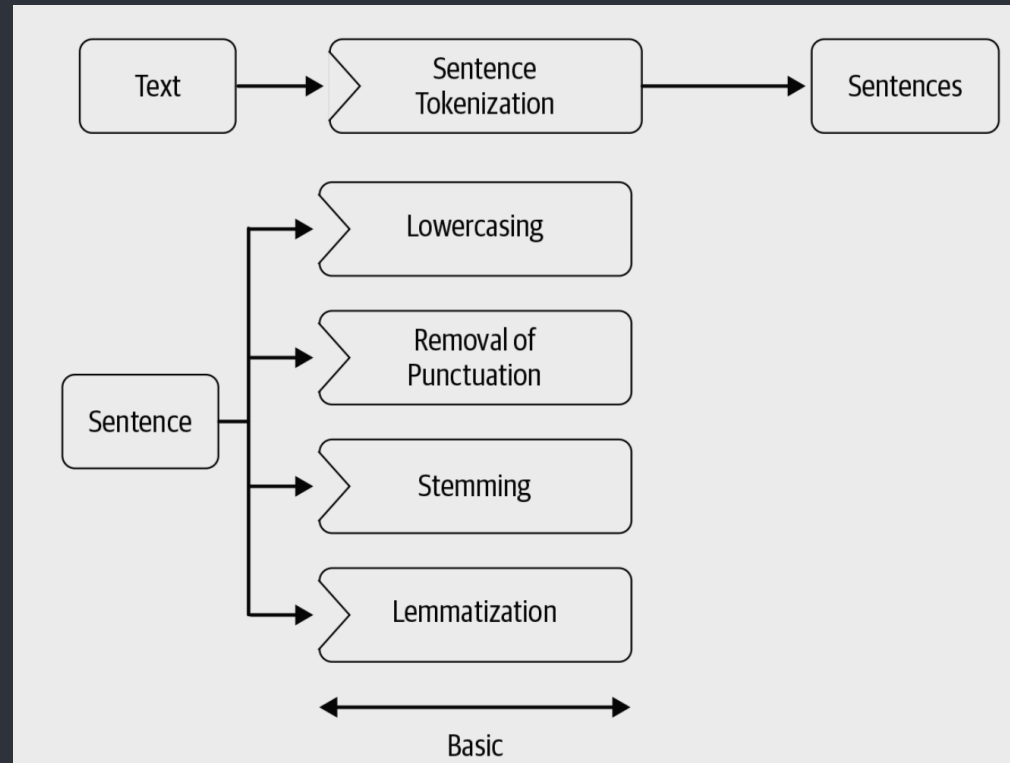 Text
Sentence
Tokenization
Sentences
Lowercasing
Removal of
Punctuation
Sentence
Stemming
Lemmatization
Basic